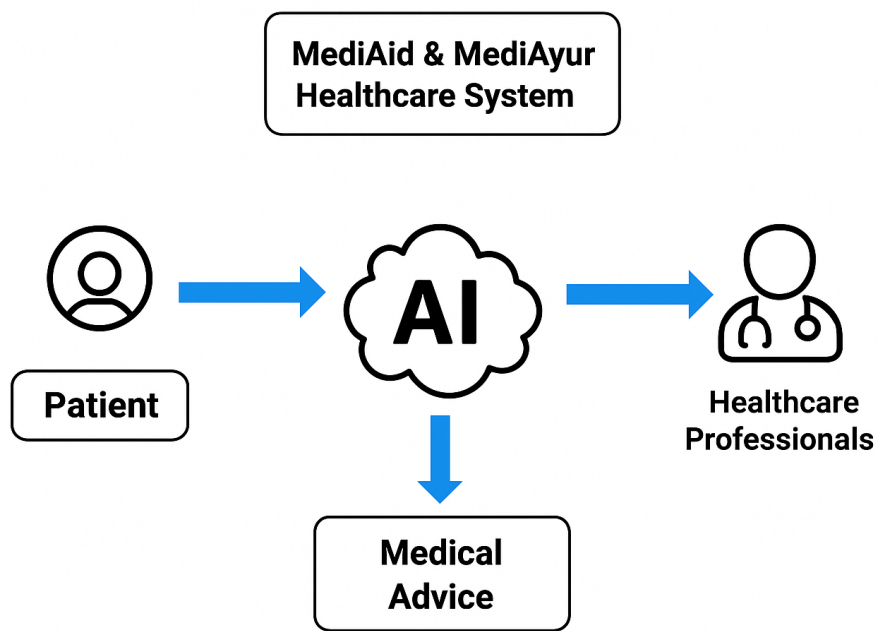 MediAid & MediAyur
Healthcare System
AI
Patient
Healthcare
Professionals
Medical
Advice